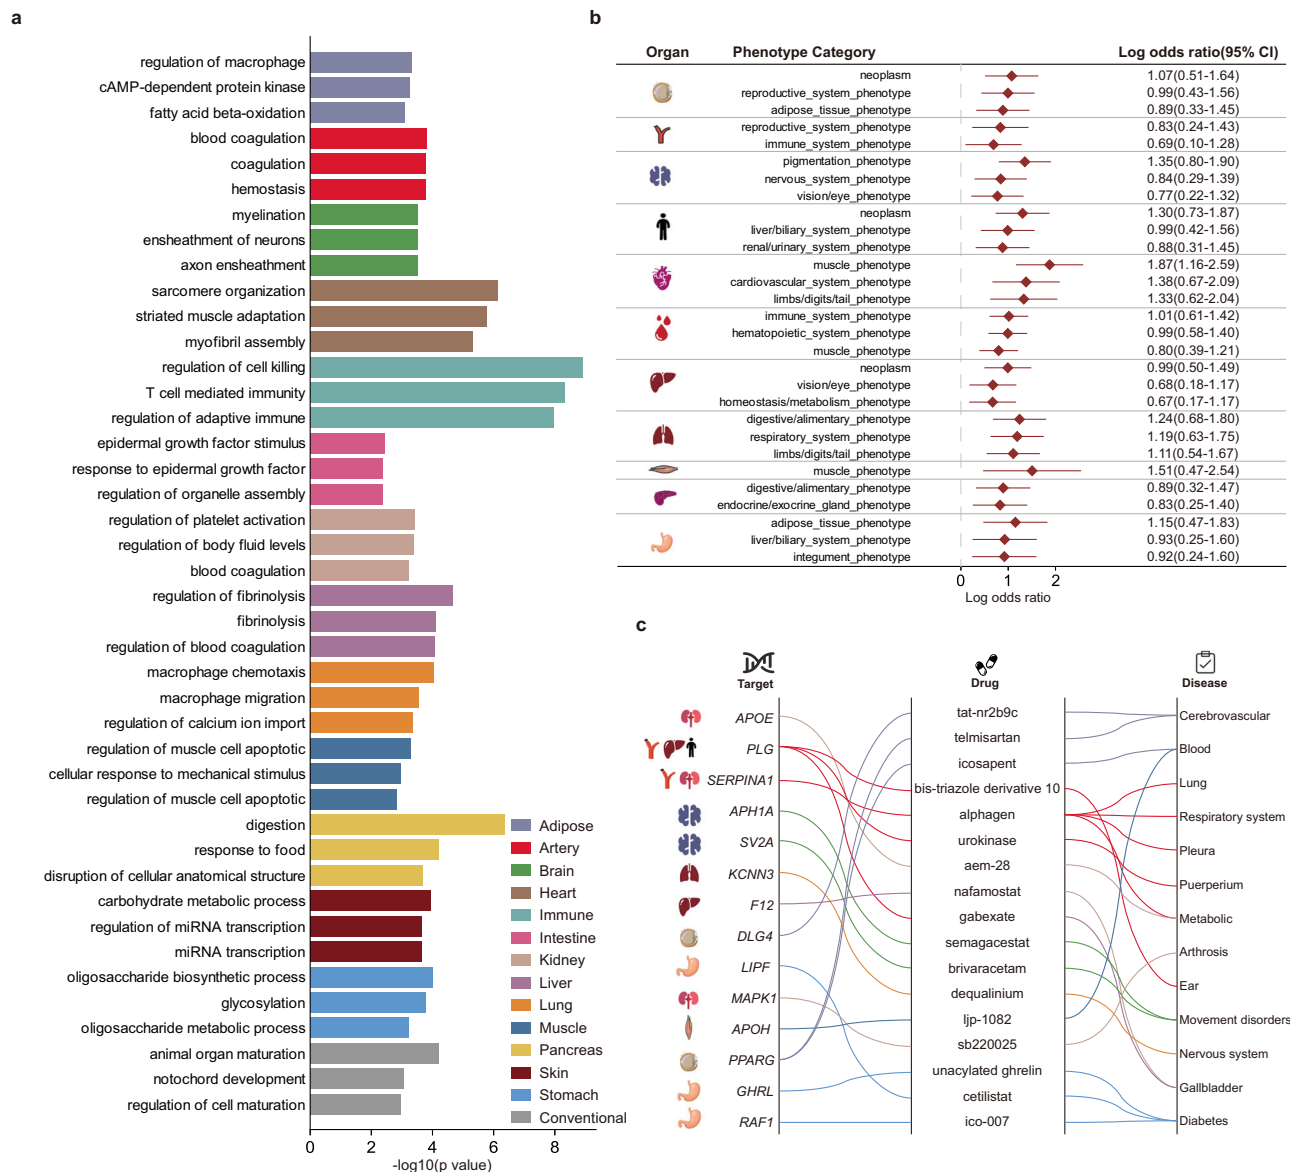 a
regulation of macrophage
cAMP-dependent protein kinase
fatty acid beta-oxidation
blood coagulation
coagulation
hemostasis
myelination
ensheathment of neurons
axon ensheathment
sarcomere organization
striated muscle adaptation
myofibril assembly
regulation of cell killing
T cell mediated immunity
regulation of adaptive immune
epidermal growth factor stimulus
response to epidermal growth factor
regulation of organelle assembly
regulation of platelet activation
regulation of body fluid levels
blood coagulation
regulation of fibrinolysis
fibrinolysis
regulation of blood coagulation
macrophage chemotaxis
macrophage migration
regulation of calcium ion import
regulation of muscle cell apoptotic
cellular response to mechanical stimulus
regulation of muscle cell apoptotic
digestion
response to food
disruption of cellular anatomical structure
carbohydrate metabolic process
regulation of miRNA transcription
miRNA transcription
oligosaccharide biosynthetic process
glycosylation
oligosaccharide metabolic process
animal organ maturation
notochord development
regulation of cell maturation
0 2 4 6 8
-log10(p value)
Adipose
Artery
Brain
Heart
Immune
Intestine
Kidney
Liver
Lung
Muscle
Pancreas
Skin
Stomach
Conventional
b
Organ Phenotype Category Log odds ratio(95% CI)
neoplasm 1.07(0.51-1.64)
reproductive_system_phenotype 0.99(0.43-1.56)
adipose_tissue_phenotype 0.89(0.33-1.45)
reproductive_system_phenotype 0.83(0.24-1.43)
immune_system_phenotype 0.69(0.10-1.28)
pigmentation_phenotype 1.35(0.80-1.90)
nervous_system_phenotype 0.84(0.29-1.39)
vision/eye_phenotype 0.77(0.22-1.32)
neoplasm 1.30(0.73-1.87)
liver/biliary_system_phenotype 0.99(0.42-1.56)
renal/urinary_system_phenotype 0.88(0.31-1.45)
muscle_phenotype 1.87(1.16-2.59)
cardiovascular_system_phenotype 1.38(0.67-2.09)
limbs/digits/tail_phenotype 1.33(0.62-2.04)
immune_system_phenotype 1.01(0.61-1.42)
hematopoietic_system_phenotype 0.99(0.58-1.40)
muscle_phenotype 0.80(0.39-1.21)
neoplasm 0.99(0.50-1.49)
vision/eye_phenotype 0.68(0.18-1.17)
homeostasis/metabolism_phenotype 0.67(0.17-1.17)
digestive/alimentary_phenotype 1.24(0.68-1.80)
respiratory_system_phenotype 1.19(0.63-1.75)
limbs/digits/tail_phenotype 1.11(0.54-1.67)
muscle_phenotype 1.51(0.47-2.54)
digestive/alimentary_phenotype 0.89(0.32-1.47)
endocrine/exocrine_gland_phenotype 0.83(0.25-1.40)
adipose_tissue_phenotype 1.15(0.47-1.83)
liver/biliary_system_phenotype 0.93(0.25-1.60)
integument_phenotype 0.92(0.24-1.60)
0 1 2
Log odds ratio
c
Target
APOE
PLG
SERPINA1
APH1A
SV2A
KCNN3
F12
DLG4
LIPF
MAPK1
APOH
PPARG
GHRL
RAF1
Drug
tat-nr2b9c
telmisartan
icosapent
bis-triazole derivative 10
alphagen
urokinase
aem-28
nafamostat
gabexate
semagacestat
brivaracetam
dequalinium
ljp-1082
sb220025
unacylated ghrelin
cetilistat
ico-007
Disease
Cerebrovascular
Blood
Lung
Respiratory system
Pleura
Puerperium
Metabolic
Arthrosis
Ear
Movement disorders
Nervous system
Gallbladder
Diabetes